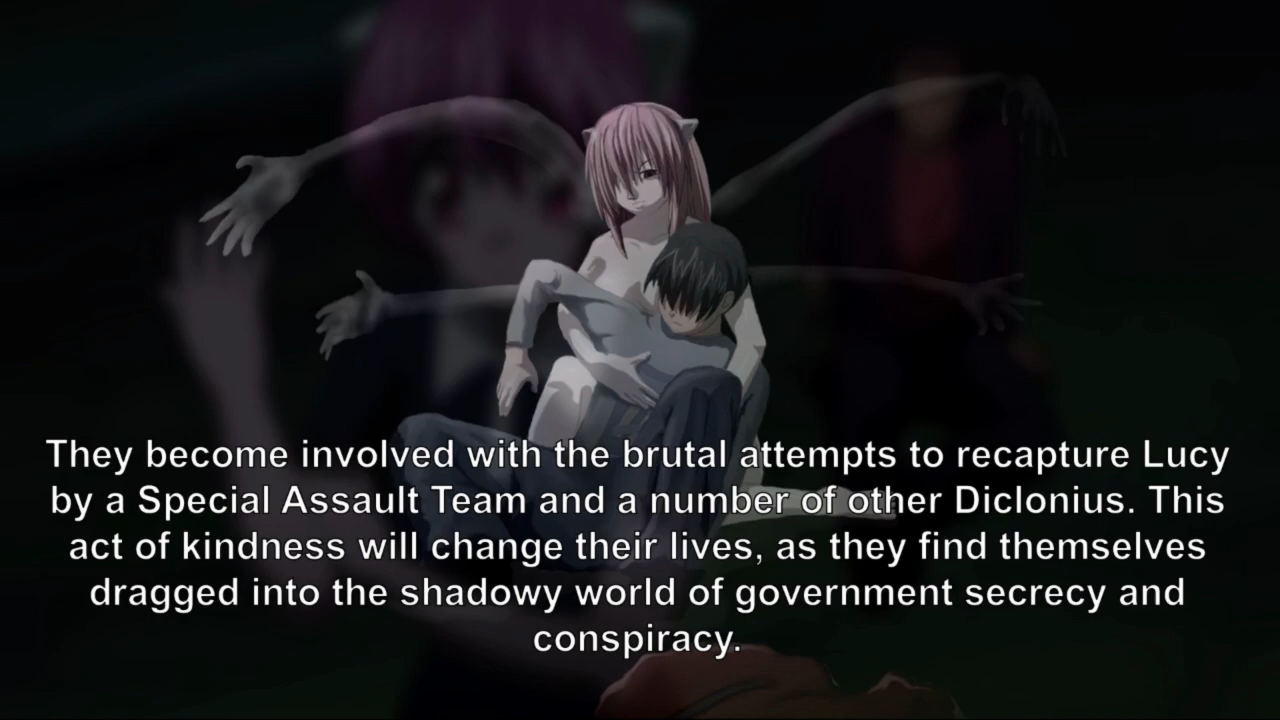 They become involved with the brutal attempts to recapture Lucy
by a Special Assault Team and a number of other Diclonius. This
act of kindness will change their lives, as they find themselves
dragged into the shadowy world of government secrecy and
conspiracy.